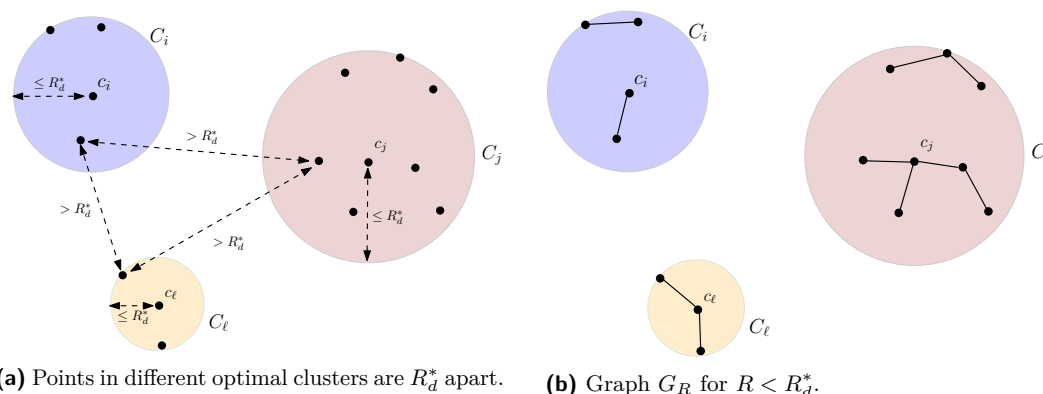 C_i
≤ R_d^*
c_i
> R_d^*
C_j
c_j
≤ R_d^*
> R_d^*
> R_d^*
c_ℓ
≤ R_d^*
C_ℓ
(a) Points in different optimal clusters are R_d^* apart.
C_i
c_i
C
c_j
c_ℓ
C_ℓ
(b) Graph G_R for R < R_d^*.